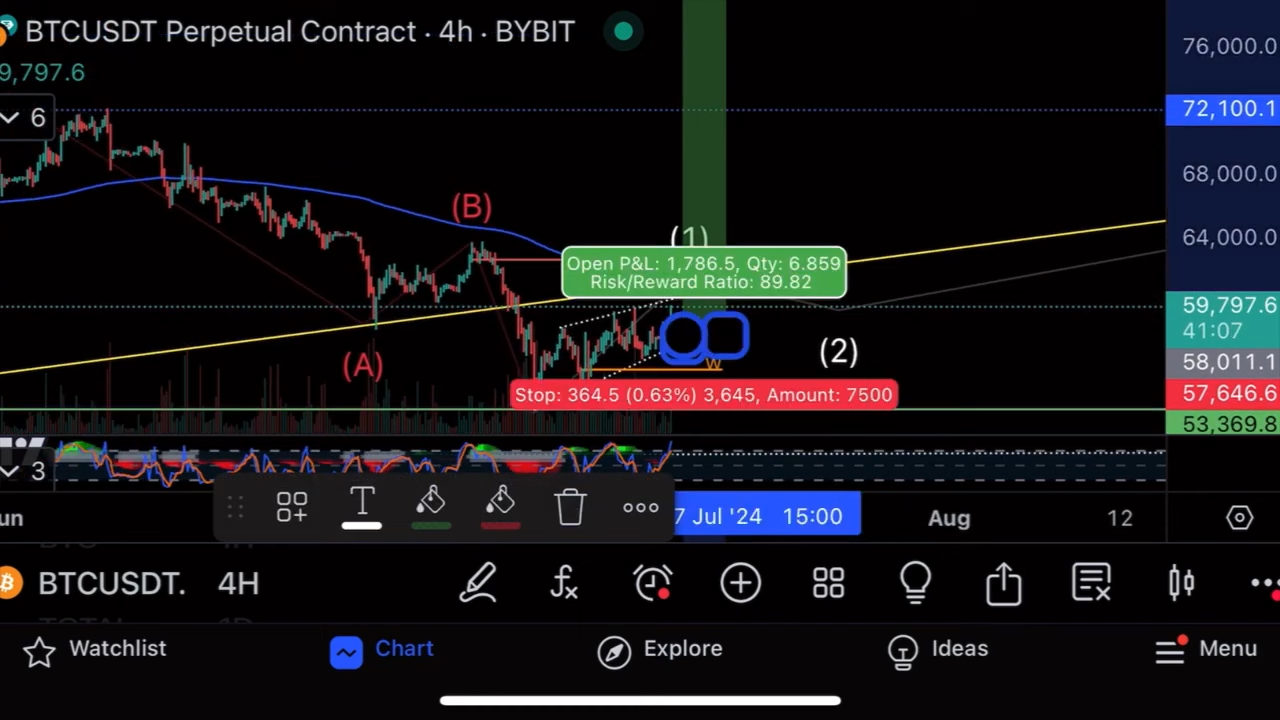 BTCUSDT Perpetual Contract · 4h · BYBIT
9,797.6
6
76,000.0
72,100.1
68,000.0
64,000.0
(B)
(1)
Open P&L: 1,786.5, Qty: 6.859
Risk/Reward Ratio: 89.82
59,797.6
41:07
58,011.1
57,646.6
53,369.8
(A)
(2)
W
Stop: 364.5 (0.63%) 3,645, Amount: 7500
3
T
un
7 Jul '24 15:00
Aug
12
BTCUSDT. 4H
Watchlist
Chart
Explore
Ideas
Menu